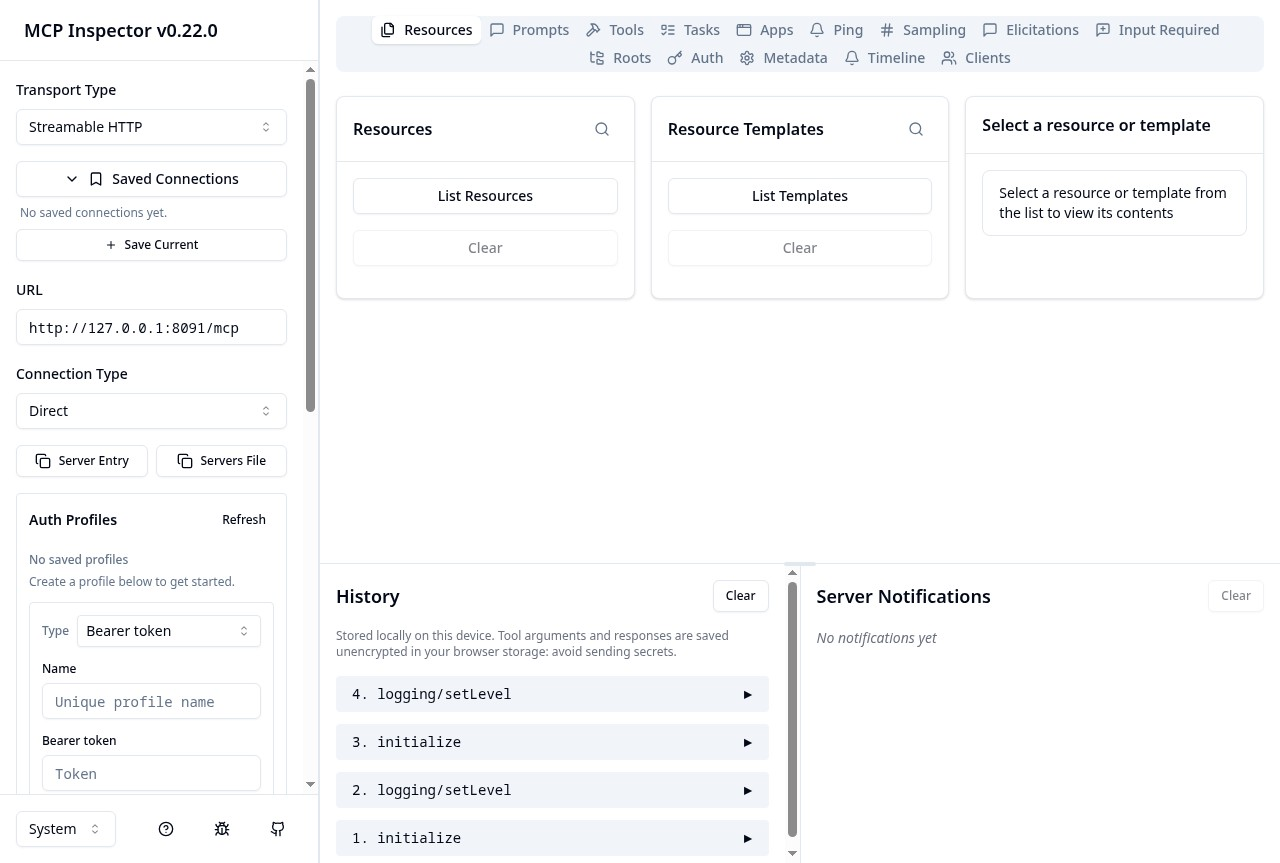 MCP Inspector v0.22.0
Transport Type
Streamable HTTP
Saved Connections
No saved connections yet.
Save Current
URL
http://127.0.0.1:8091/mcp
Connection Type
Direct
Server Entry
Servers File
Auth Profiles
Refresh
No saved profiles
Create a profile below to get started.
Type
Bearer token
Name
Unique profile name
Bearer token
Token
System
Resources
Prompts
Tools
Tasks
Apps
Ping
Sampling
Elicitations
Input Required
Roots
Auth
Metadata
Timeline
Clients
Resources
List Resources
Clear
Resource Templates
List Templates
Clear
Select a resource or template
Select a resource or template from
the list to view its contents
History
Clear
Stored locally on this device. Tool arguments and responses are saved
unencrypted in your browser storage: avoid sending secrets.
4. logging/setLevel
3. initialize
2. logging/setLevel
1. initialize
Server Notifications
Clear
No notifications yet